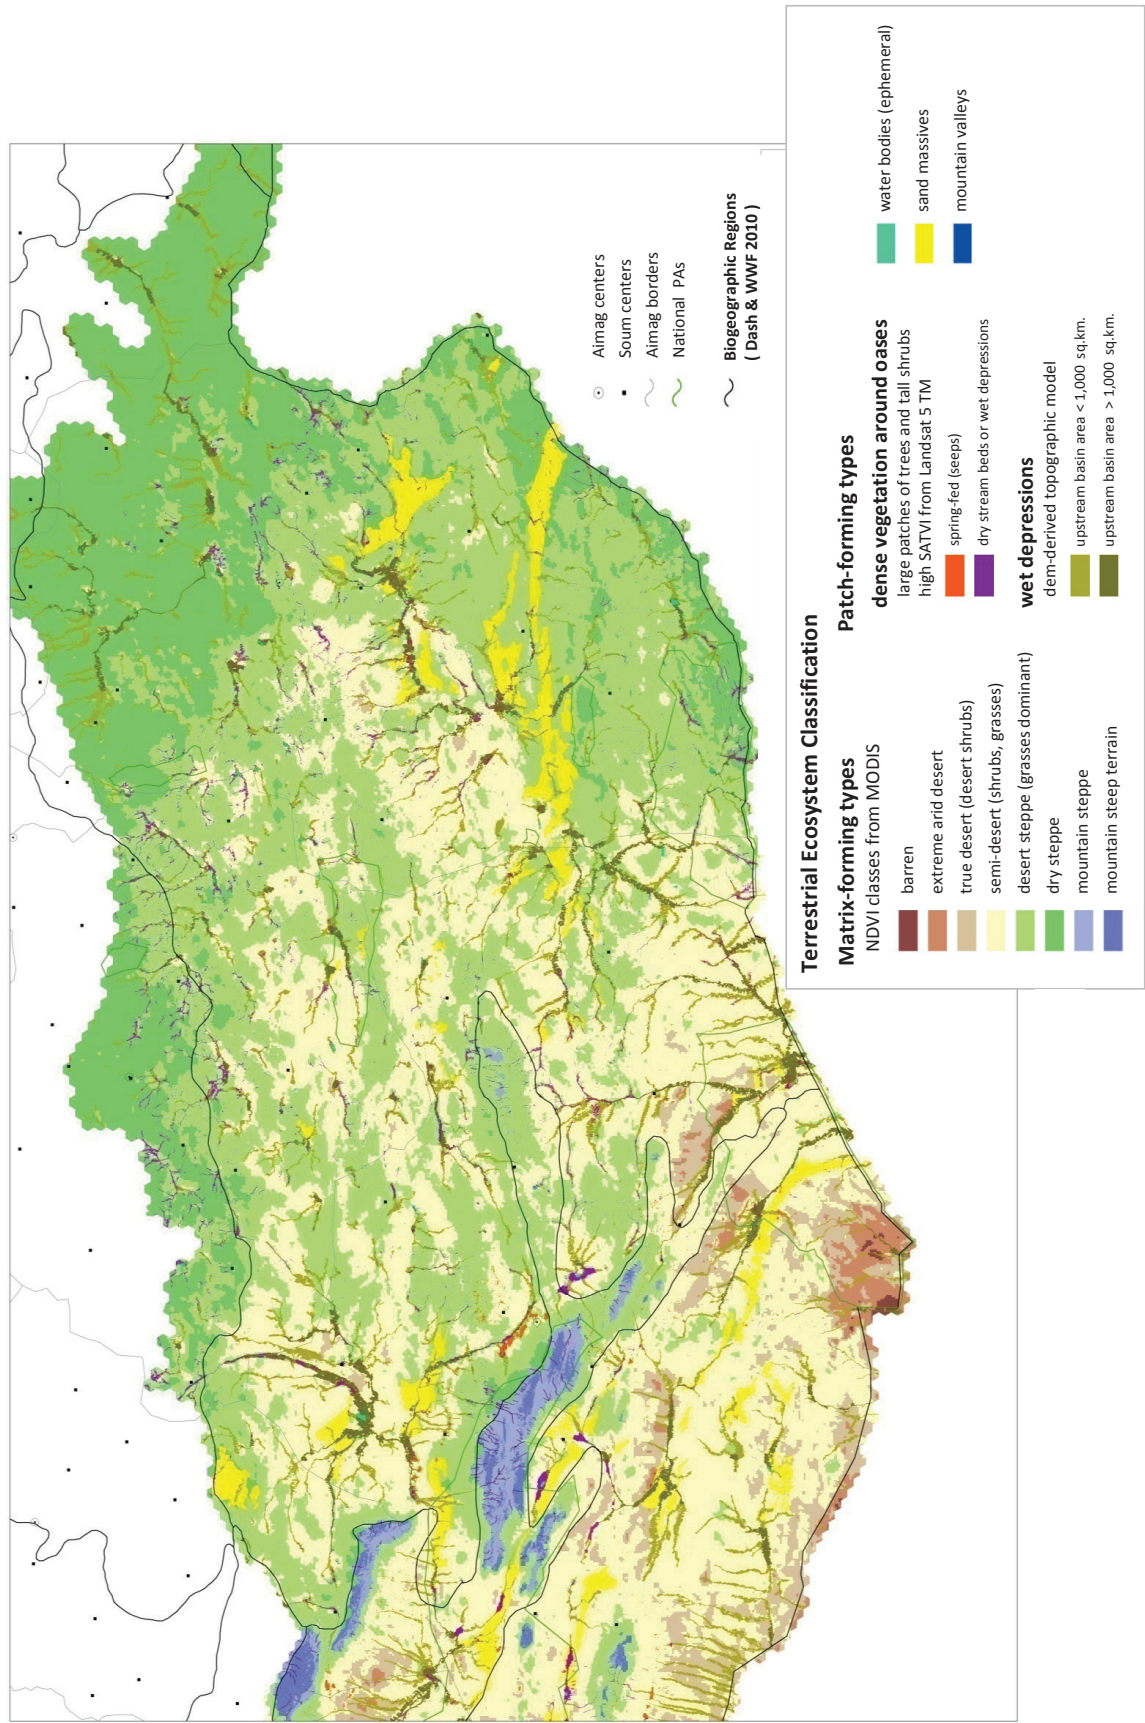 Aimag centers
Soum centers
Aimag borders
National PAs
Biogeographic Regions
( Dash & WWF 2010 )
Terrestrial Ecosystem Classification
Matrix-forming types
NDVI classes from MODIS
barren
extreme arid desert
true desert (desert shrubs)
semi-desert (shrubs, grasses)
desert steppe (grasses dominant)
dry steppe
mountain steppe
mountain steep terrain
Patch-forming types
dense vegetation around oases
large patches of trees and tall shrubs
high SATVI from Landsat 5 TM
spring-fed (seeps)
dry stream beds or wet depressions
wet depressions
dem-derived topographic model
upstream basin area < 1,000 sq.km.
upstream basin area > 1,000 sq.km.
water bodies (ephemeral)
sand massives
mountain valleys